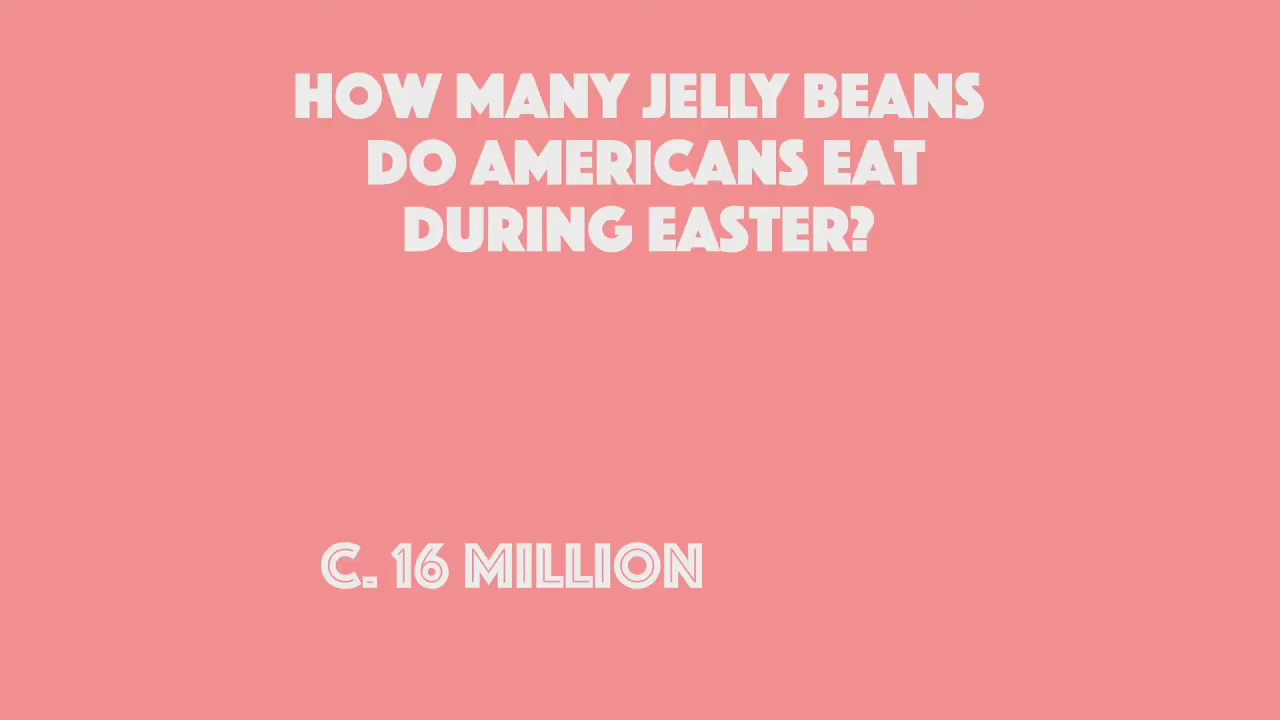 HOW MANY JELLY BEANS
DO AMERICANS EAT
DURING EASTER?
C. 16 MILLION